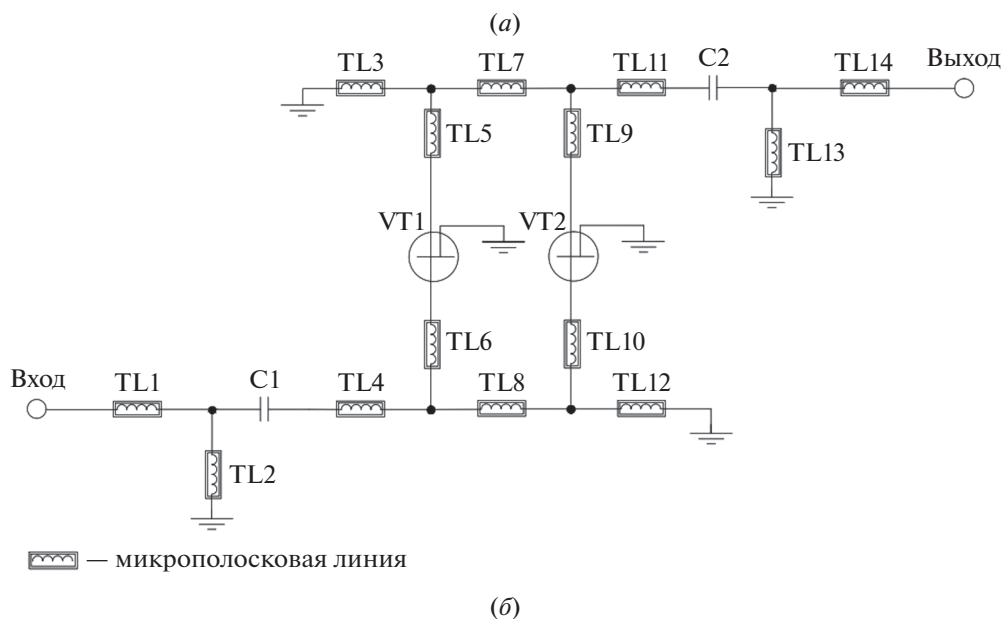 (а)
TL3 TL7 TL11 C2 TL14 Выход
TL5 TL9
TL13
VT1 VT2
TL6 TL10
Вход TL1 C1 TL4 TL8 TL12
TL2
— микрополосковая линия
(б)